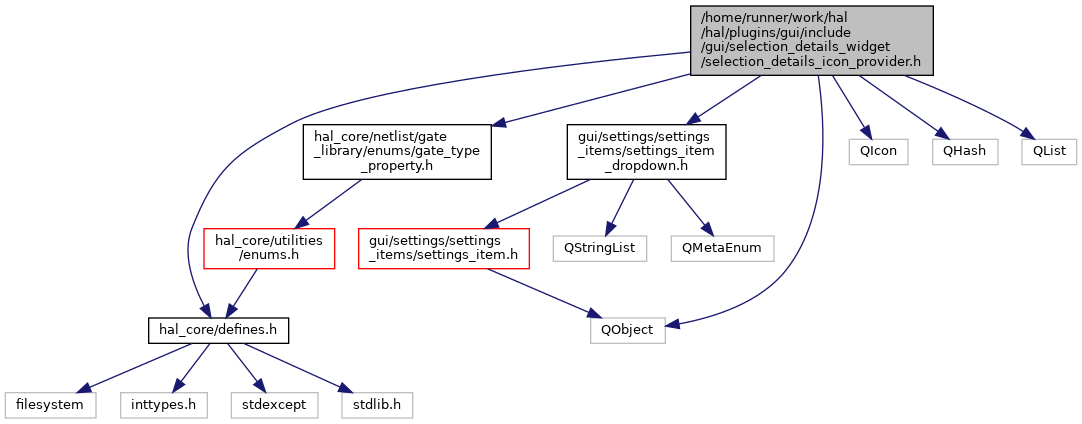 /home/runner/work/hal
/hal/plugins/gui/include
/gui/selection_details_widget
/selection_details_icon_provider.h
hal_core/netlist/gate
_library/enums/gate_type
_property.h
gui/settings/settings
_items/settings_item
_dropdown.h
QIcon
QHash
QList
hal_core/utilities
/enums.h
gui/settings/settings
_items/settings_item.h
QStringList
QMetaEnum
hal_core/defines.h
QObject
filesystem
inttypes.h
stdexcept
stdlib.h